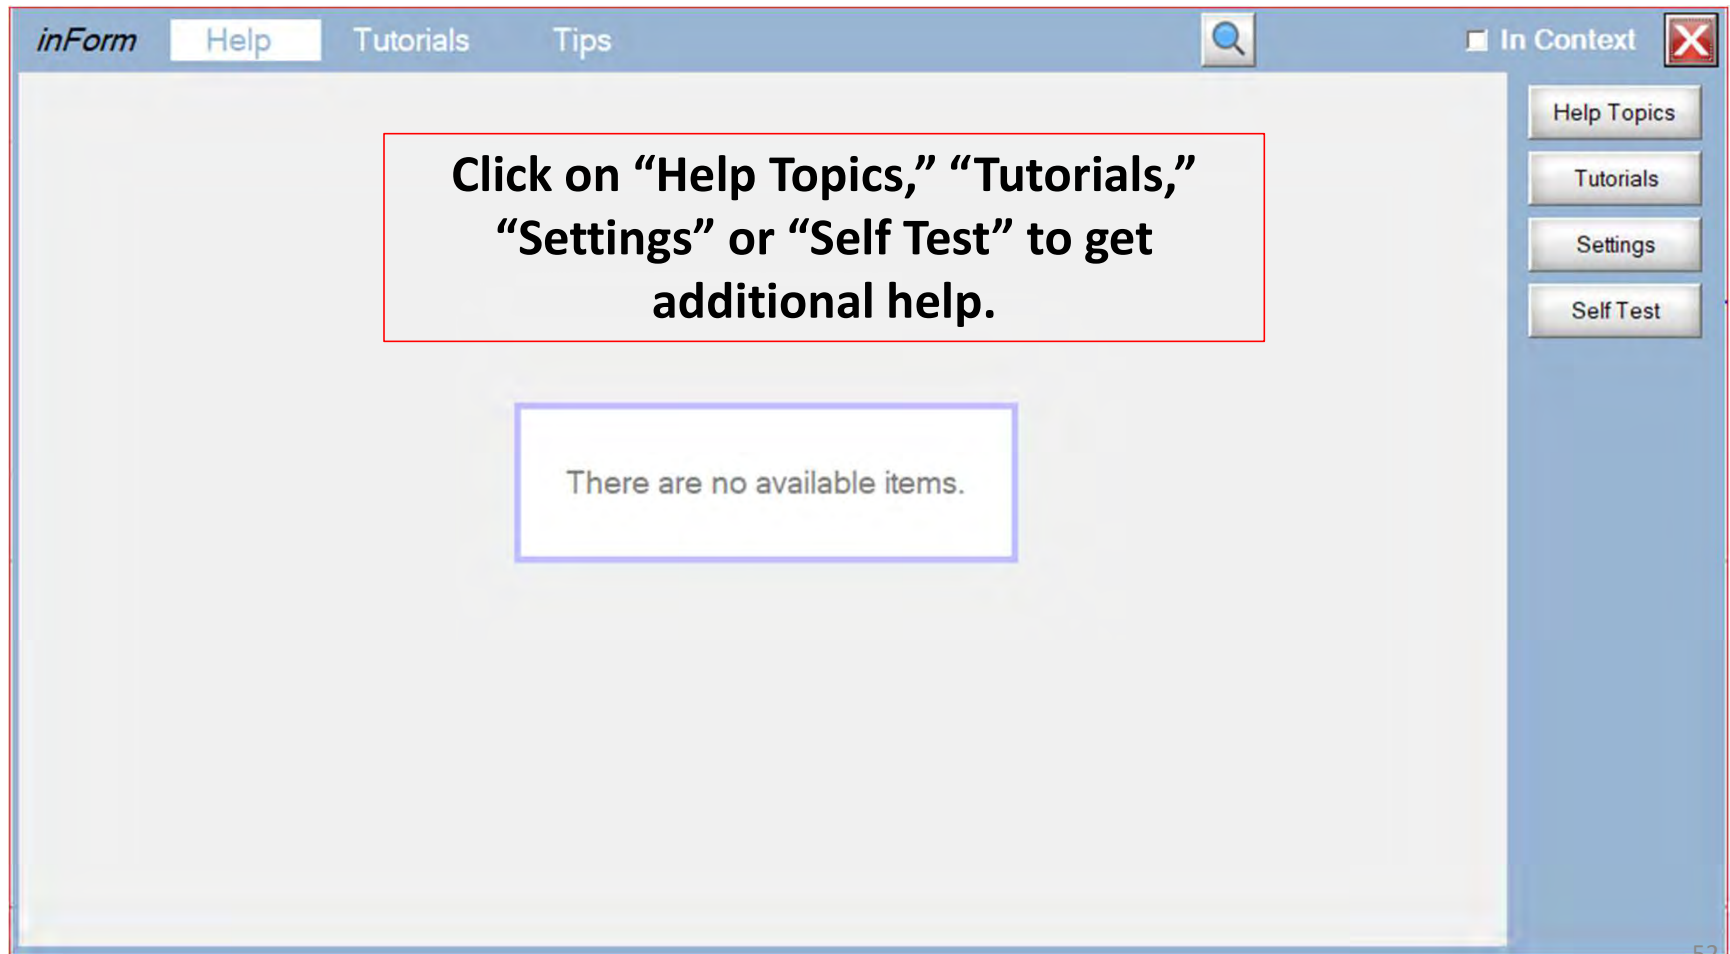 inForm Help Tutorials Tips In Context
Help Topics
Tutorials
Settings
Self Test
Click on “Help Topics,” “Tutorials,”
“Settings” or “Self Test” to get
additional help.
There are no available items.